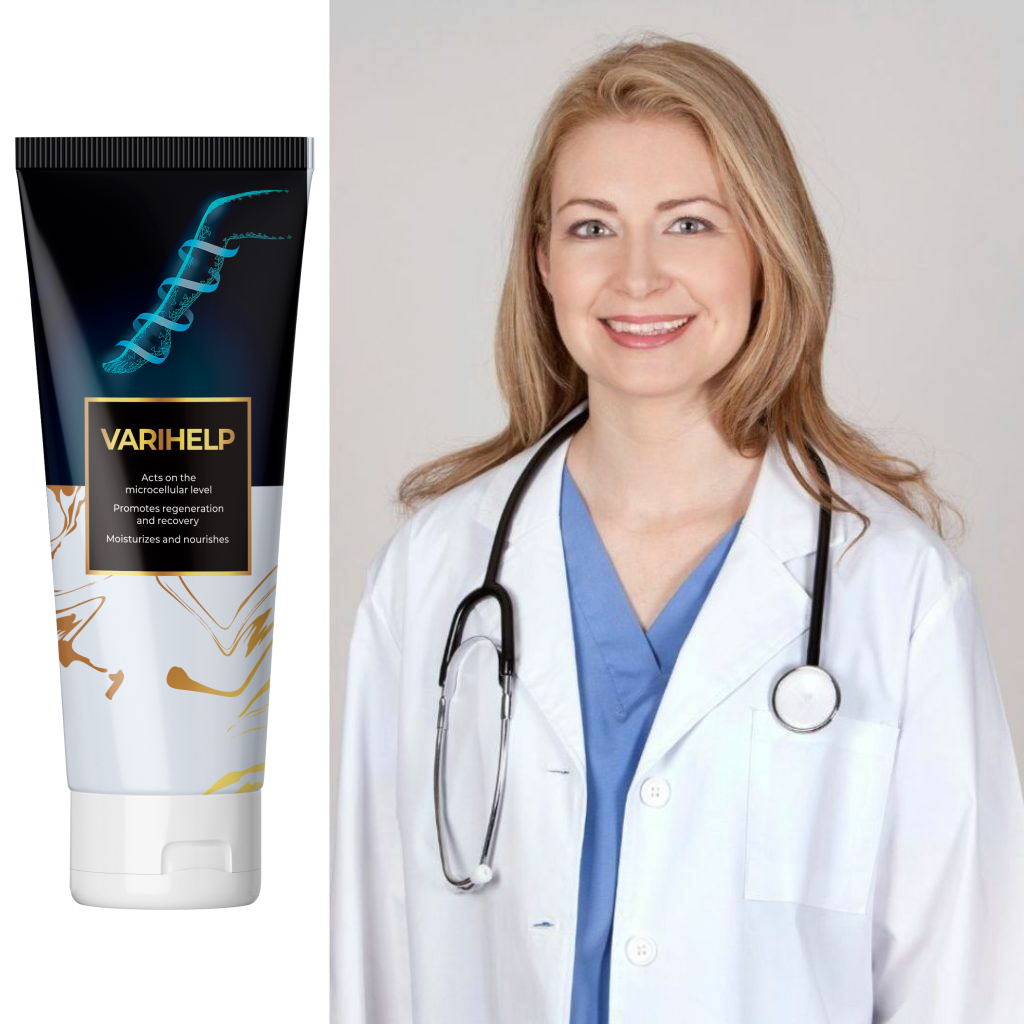 VARIHELP
Acts on the
microcellular level
Promotes regeneration
and recovery
Moisturizes and nourishes